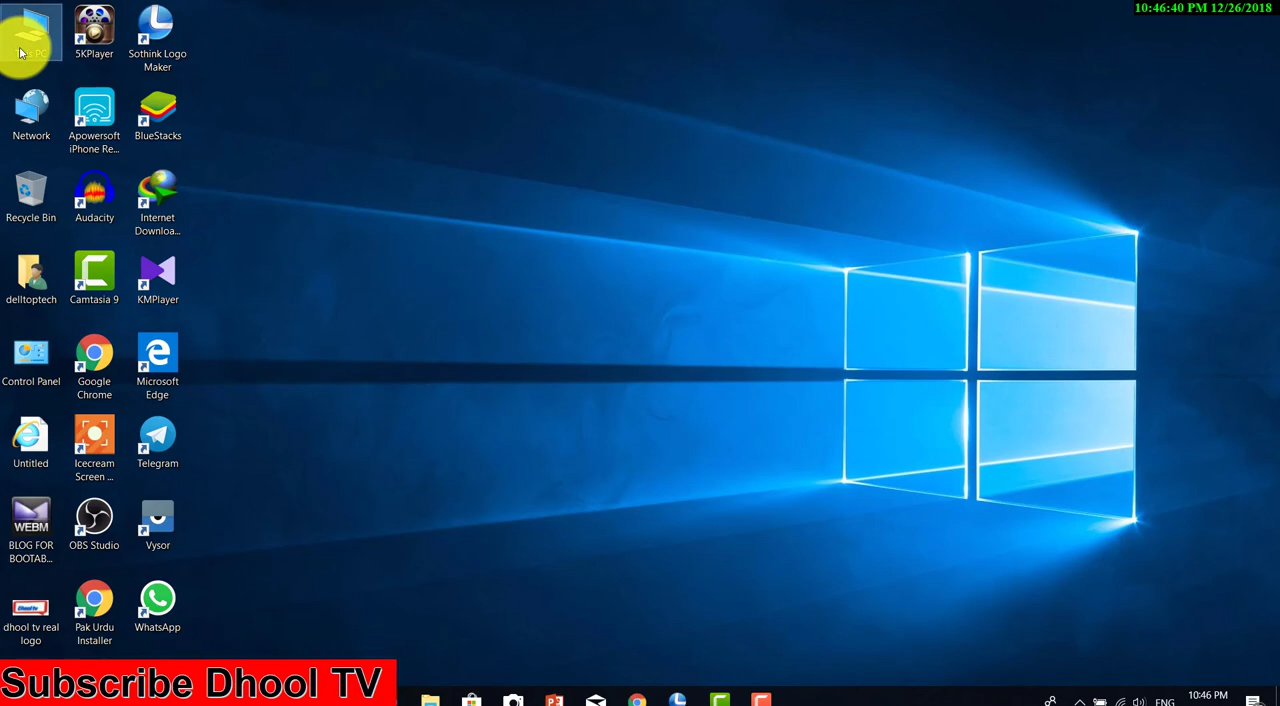 10:46:40 PM 12/26/2018
This PC
5KPlayer
Sothink Logo
Maker
Network
Apowersoft
iPhone Re...
BlueStacks
Recycle Bin
Audacity
Internet
Downloa...
delltoptech
Camtasia 9
KMPlayer
Control Panel
Google
Chrome
Microsoft
Edge
Untitled
Icecream
Screen ...
Telegram
WEBM
BLOG FOR
BOOTAB...
OBS Studio
Vysor
dhool tv real
logo
Pak Urdu
Installer
WhatsApp
Subscribe Dhool TV
ENG
10:46 PM